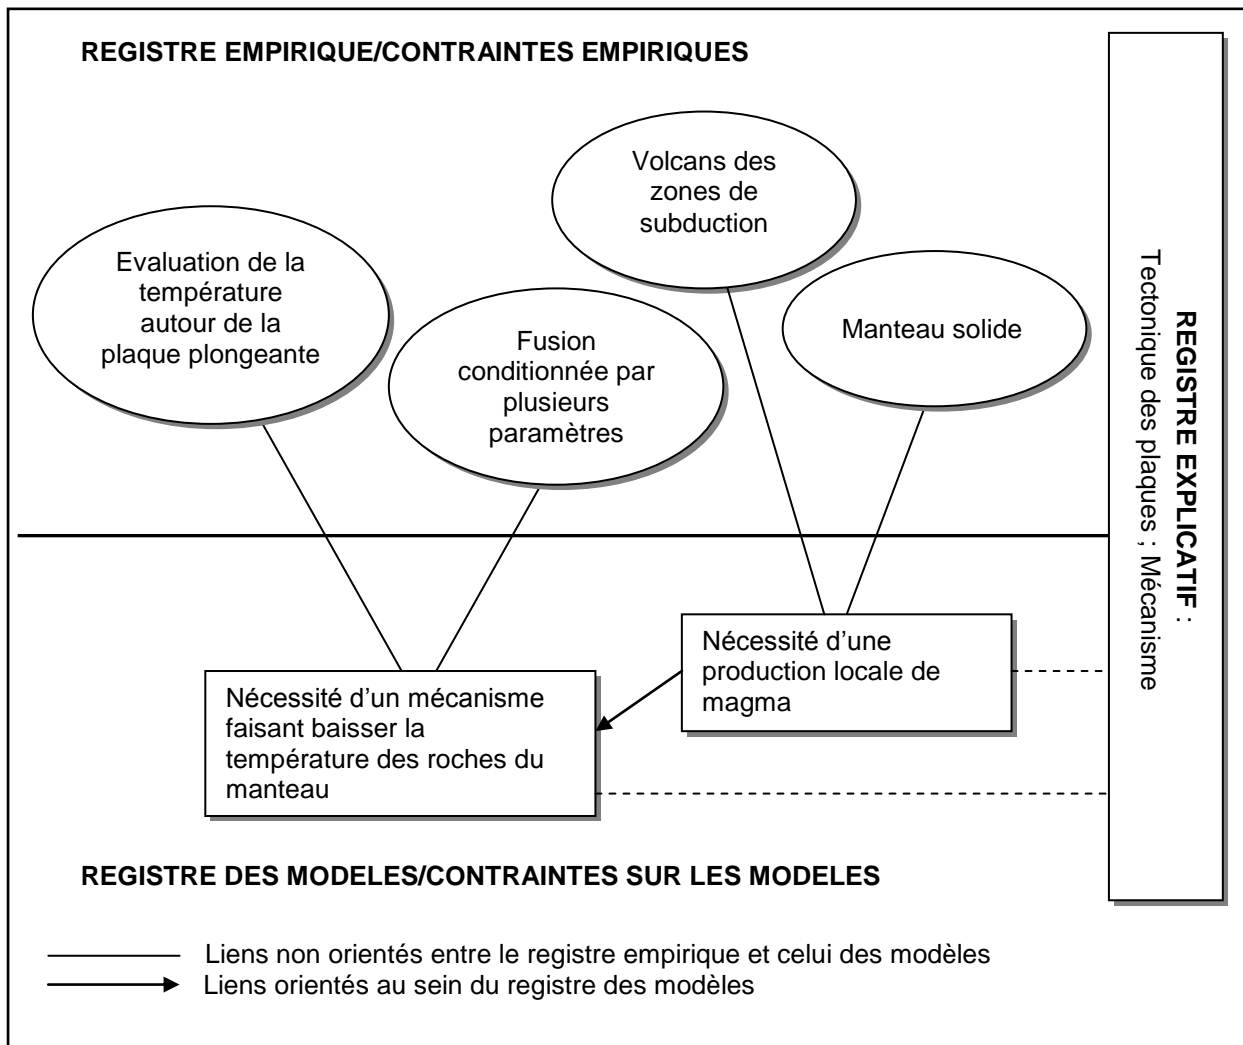 REGISTRE EMPIRIQUE/CONTRAINTES EMPIRIQUES
Volcans des
zones de
subduction
Evaluation de la
température
autour de la
plaque plongeante
Fusion
conditionnée par
plusieurs
paramètres
Manteau solide
REGISTRE EXPLICATIF :
Tectonique des plaques ; Mécanisme
Nécessité d'une
production locale de
magma
Nécessité d'un mécanisme
faisant baisser la
température des roches du
manteau
REGISTRE DES MODELES/CONTRAINTES SUR LES MODELES
Liens non orientés entre le registre empirique et celui des modèles
Liens orientés au sein du registre des modèles